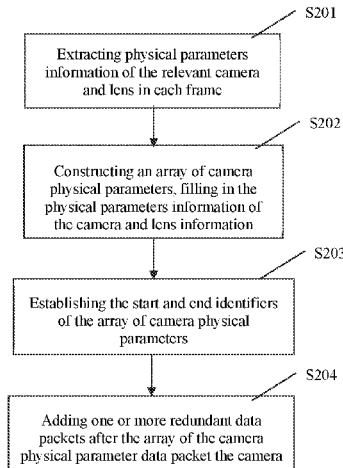 S201
Extracting physical parameters
information of the relevant camera
and lens in each frame
S202
Constructing an array of camera
physical parameters, filling in the
physical parameters information of
the camera and lens information
S203
Establishing the start and end identifiers
of the array of camera physical
parameters
S204
Adding one or more redundant data
packets after the array of the camera
physical parameter data packet the camera